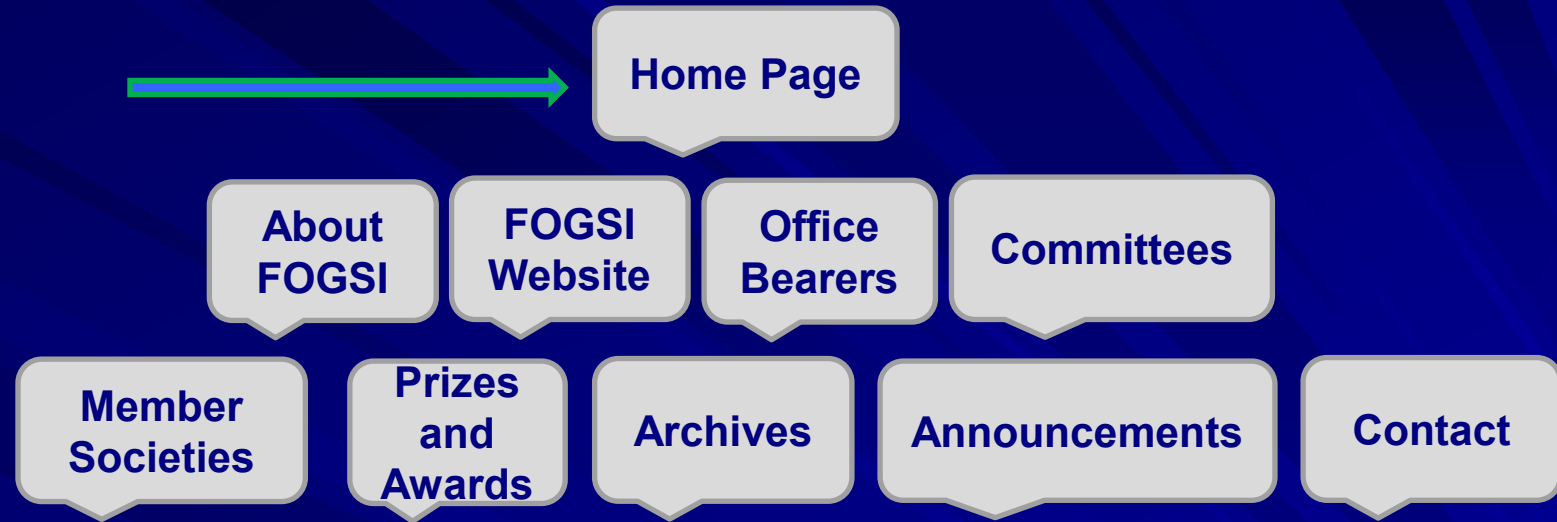 Home Page
About
FOGSI
FOGSI
Website
Office
Bearers
Committees
Member
Societies
Prizes
and
Awards
Archives
Announcements
Contact